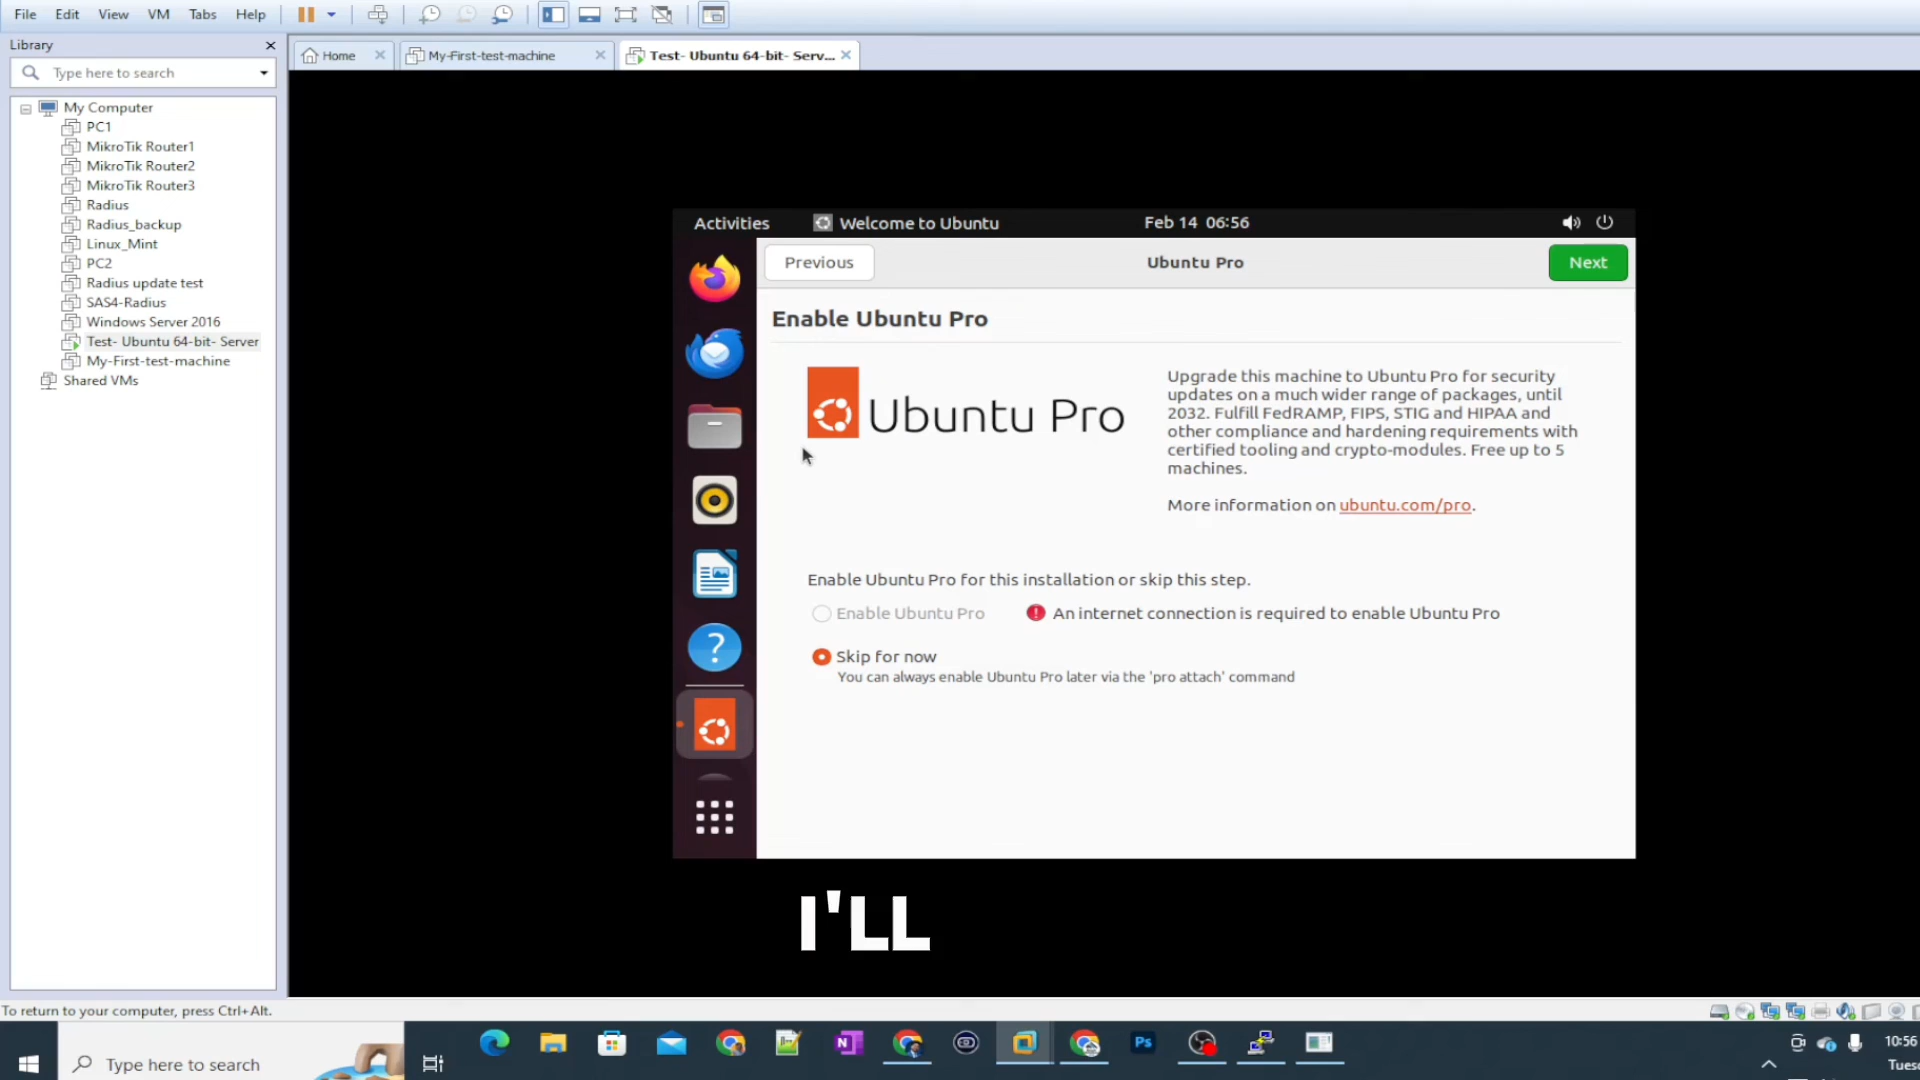 File Edit View VM Tabs Help
Library
Type here to search
My Computer
PC1
MikroTik Router1
MikroTik Router2
MikroTik Router3
Radius
Radius_backup
Linux_Mint
PC2
Radius update test
SAS4-Radius
Windows Server 2016
Test- Ubuntu 64-bit- Server
My-First-test-machine
Shared VMs
Home My-First-test-machine Test- Ubuntu 64-bit- Serv...
Activities Welcome to Ubuntu Feb 14 06:56
Previous Ubuntu Pro Next
Enable Ubuntu Pro
Ubuntu Pro
Upgrade this machine to Ubuntu Pro for security
updates on a much wider range of packages, until
2032. Fulfill FedRAMP, FIPS, STIG and HIPAA and
other compliance and hardening requirements with
certified tooling and crypto-modules. Free up to 5
machines.
More information on ubuntu.com/pro.
Enable Ubuntu Pro for this installation or skip this step.
Enable Ubuntu Pro An internet connection is required to enable Ubuntu Pro
Skip for now
You can always enable Ubuntu Pro later via the 'pro attach' command
I'LL
To return to your computer, press Ctrl+Alt.
Type here to search
N
Ps
10:56
Tues